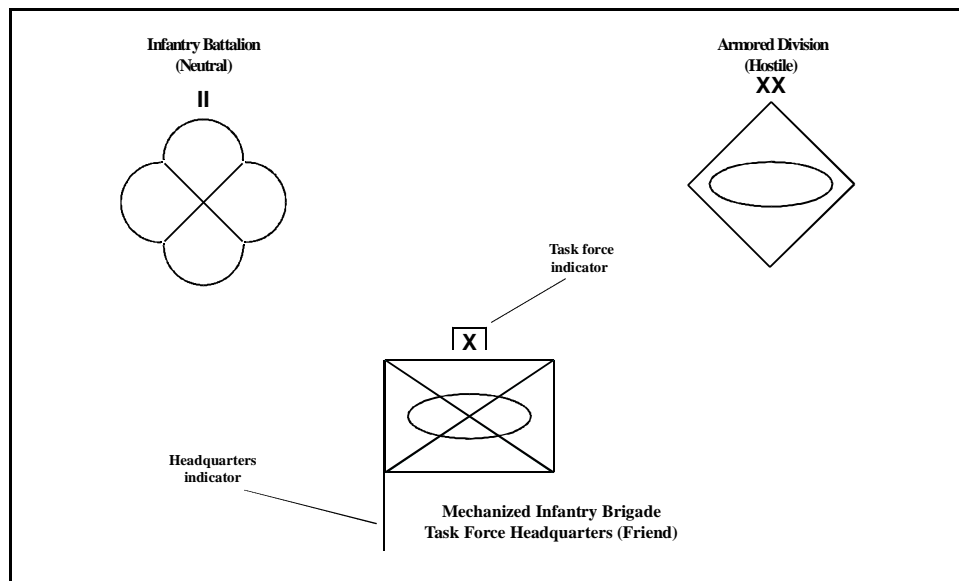 Infantry Battalion
(Neutral)
II
Armored Division
(Hostile)
XX
Task force
indicator
X
Headquarters
indicator
Mechanized Infantry Brigade
Task Force Headquarters (Friend)